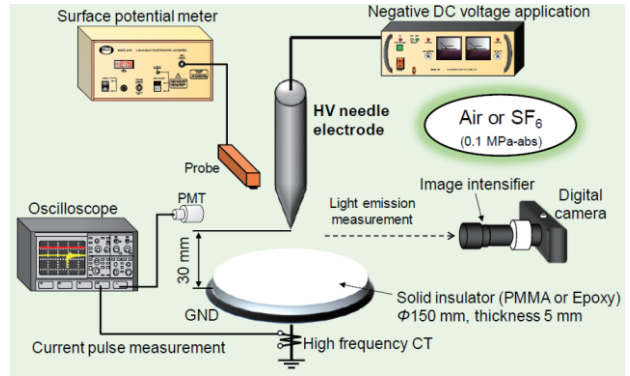 Surface potential meter
Negative DC voltage application
HV needle
electrode
Air or SF₆
(0.1 MPa-abs)
Probe
Image intensifier
Digital
camera
Oscilloscope
PMT
Light emission
measurement
30 mm
Solid insulator (PMMA or Epoxy)
Φ150 mm, thickness 5 mm
GND
Current pulse measurement
High frequency CT